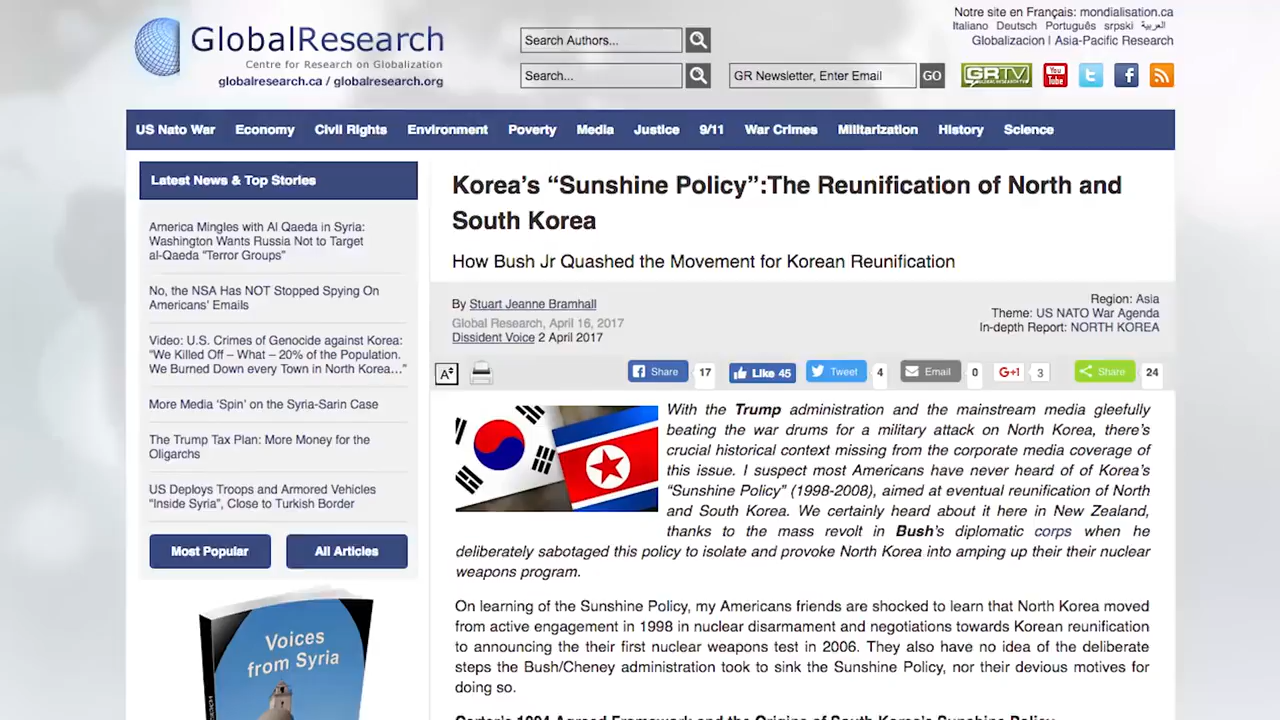 Notre site en Français: mondialisation.ca
Italiano Deutsch Português srpski العربية
Globalizacion | Asia-Pacific Research
GlobalResearch
Centre for Research on Globalization
globalresearch.ca / globalresearch.org
Search Authors...
Search...
GR Newsletter, Enter Email
GO
GRTV
You
Tube
US Nato War Economy Civil Rights Environment Poverty Media Justice 9/11 War Crimes Militarization History Science
Latest News & Top Stories
America Mingles with Al Qaeda in Syria:
Washington Wants Russia Not to Target
al-Qaeda “Terror Groups”
No, the NSA Has NOT Stopped Spying On
Americans’ Emails
Video: U.S. Crimes of Genocide against Korea:
“We Killed Off – What – 20% of the Population.
We Burned Down every Town in North Korea…”
More Media ‘Spin’ on the Syria-Sarin Case
The Trump Tax Plan: More Money for the
Oligarchs
US Deploys Troops and Armored Vehicles
“Inside Syria”, Close to Turkish Border
Most Popular
All Articles
Voices
from Syria
Korea’s “Sunshine Policy”:The Reunification of North and
South Korea
How Bush Jr Quashed the Movement for Korean Reunification
By Stuart Jeanne Bramhall
Global Research, April 16, 2017
Dissident Voice 2 April 2017
Region: Asia
Theme: US NATO War Agenda
In-depth Report: NORTH KOREA
A
Share 17 Like 45 Tweet 4 Email 0 G+1 3 Share 24
With the Trump administration and the mainstream media gleefully
beating the war drums for a military attack on North Korea, there’s
crucial historical context missing from the corporate media coverage of
this issue. I suspect most Americans have never heard of of Korea’s
“Sunshine Policy” (1998-2008), aimed at eventual reunification of North
and South Korea. We certainly heard about it here in New Zealand,
thanks to the mass revolt in Bush’s diplomatic corps when he
deliberately sabotaged this policy to isolate and provoke North Korea into amping up their their nuclear
weapons program.
On learning of the Sunshine Policy, my Americans friends are shocked to learn that North Korea moved
from active engagement in 1998 in nuclear disarmament and negotiations towards Korean reunification
to announcing the their first nuclear weapons test in 2006. They also have no idea of the deliberate
steps the Bush/Cheney administration took to sink the Sunshine Policy, nor their devious motives for
doing so.
Carter’s 1994 Agreed Framework and the Origins of South Korea’s Sunshine Policy